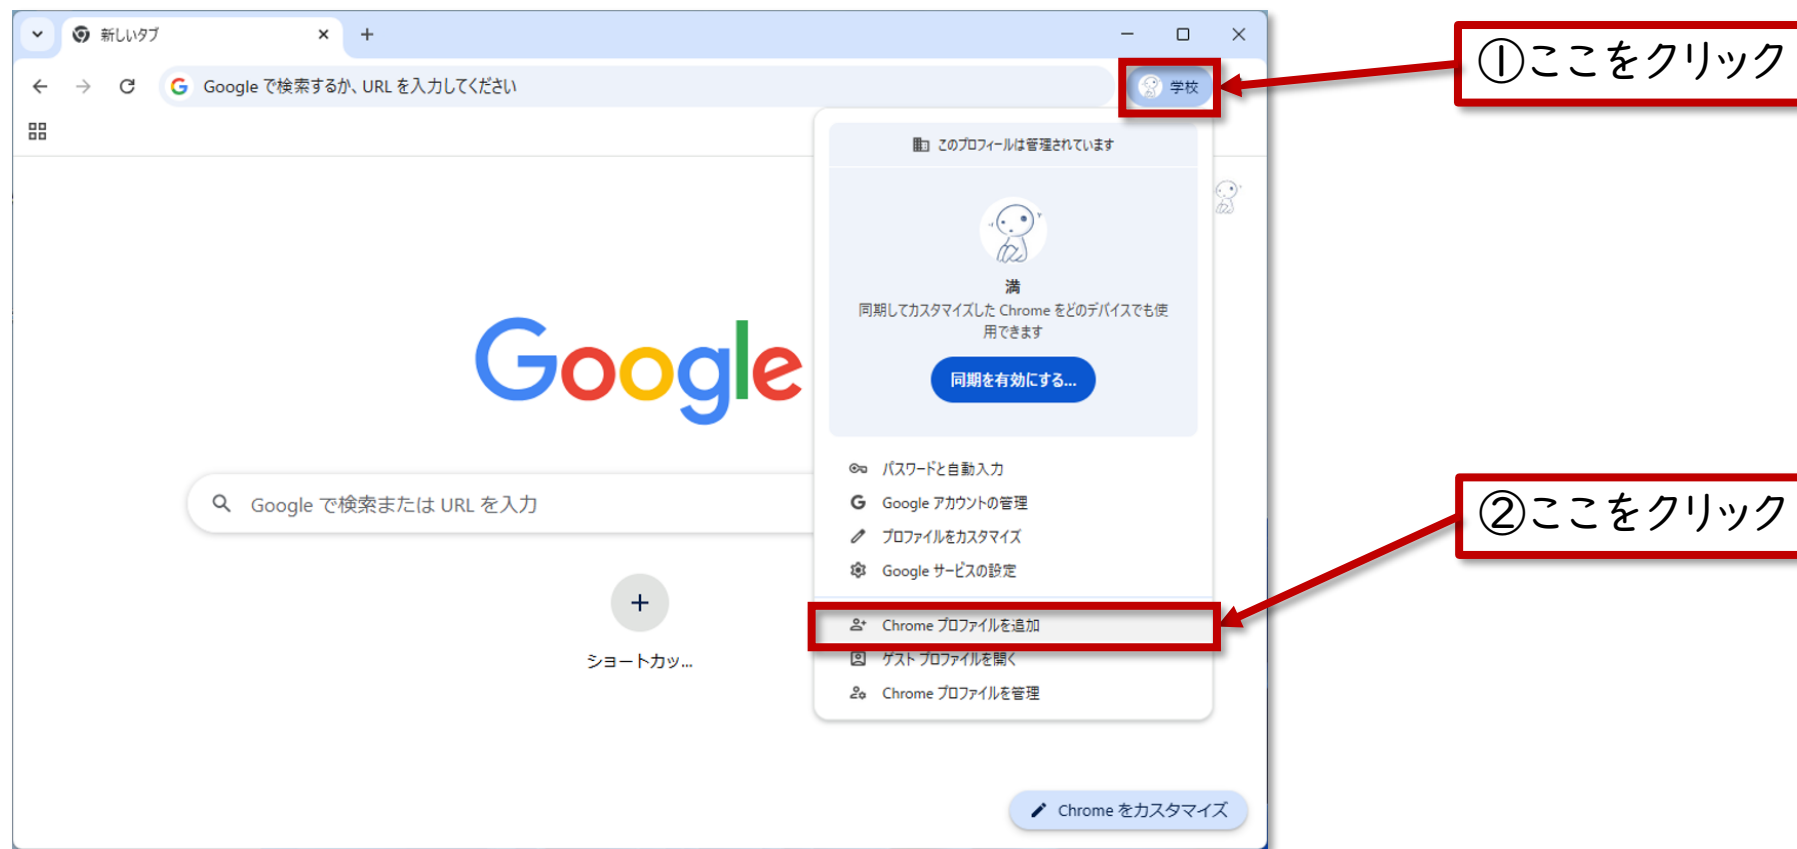 新しいタブ
Google で検索するか、URL を入力してください
学校
①ここをクリック
このプロフィールは管理されています
満
同期してカスタマイズした Chrome をどのデバイスでも使
用できます
同期を有効にする...
Google
Google で検索または URL を入力
パスワードと自動入力
Google アカウントの管理
プロファイルをカスタマイズ
Google サービスの設定
②ここをクリック
Chrome プロファイルを追加
ゲスト プロファイルを開く
Chrome プロファイルを管理
ショートカッ...
Chrome をカスタマイズ